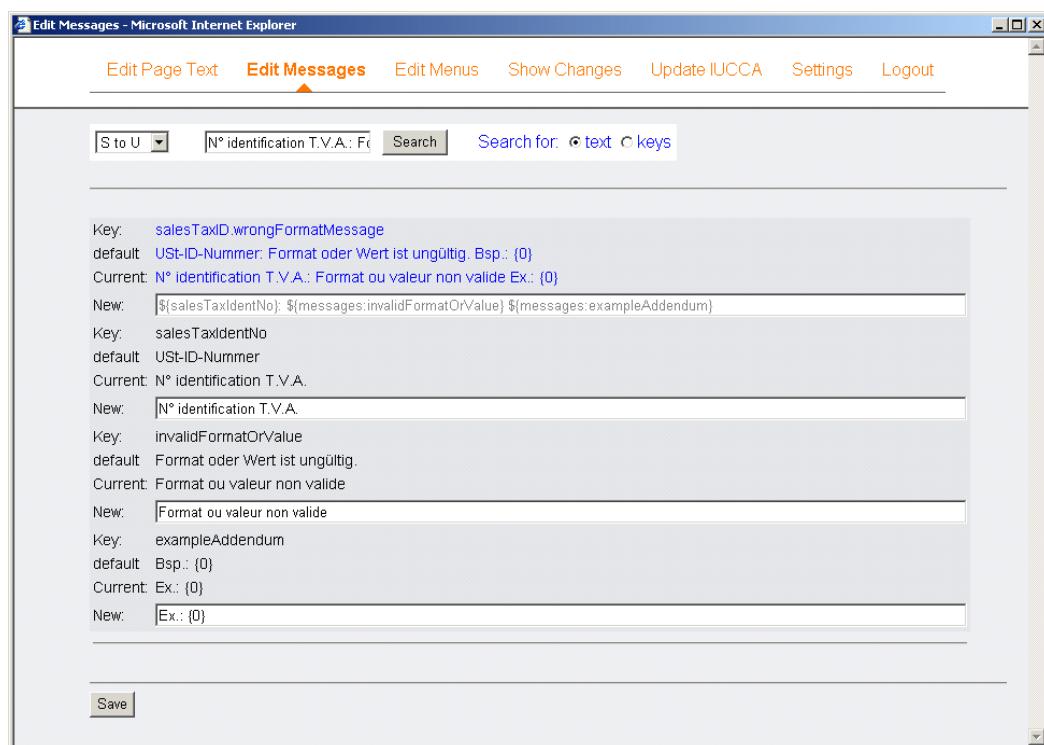 Edit Messages - Microsoft Internet Explorer
Edit Page Text Edit Messages Edit Menus Show Changes Update IUCCA Settings Logout
S to U N° identification T.V.A.: Fo Search Search for: text keys
Key: salesTaxID.wrongFormatMessage
default USt-ID-Nummer: Format oder Wert ist ungültig. Bsp.: {0}
Current: N° identification T.V.A.: Format ou valeur non valide Ex.: {0}
New: ${salesTaxIdentNo}: ${messages:invalidFormatOrValue} ${messages:exampleAddendum}
Key: salesTaxIdentNo
default USt-ID-Nummer
Current: N° identification T.V.A.
New: N° identification T.V.A.
Key: invalidFormatOrValue
default Format oder Wert ist ungültig.
Current: Format ou valeur non valide
New: Format ou valeur non valide
Key: exampleAddendum
default Bsp.: {0}
Current: Ex.: {0}
New: Ex.: {0}
Save